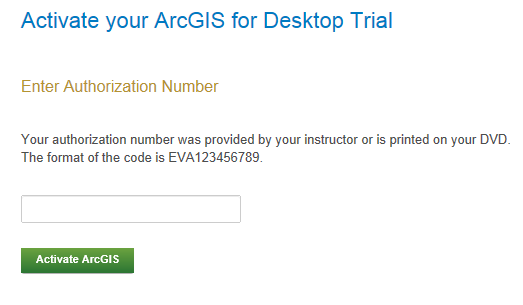 Activate your ArcGIS for Desktop Trial
Enter Authorization Number
Your authorization number was provided by your instructor or is printed on your DVD.
The format of the code is EVA123456789.
Activate ArcGIS